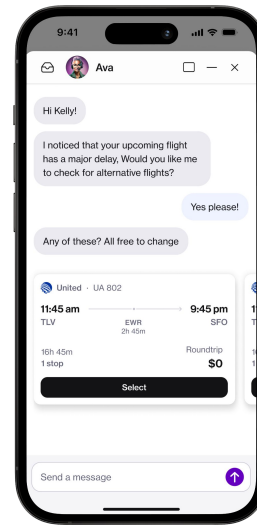 9:41
Ava
Hi Kelly!
I noticed that your upcoming flight
has a major delay, Would you like me
to check for alternative flights?
Yes please!
Any of these? All free to change
United · UA 802
11:45 am 9:45 pm
TLV EWR SFO
2h 45m
16h 45m Roundtrip
1 stop $0
Select
Send a message